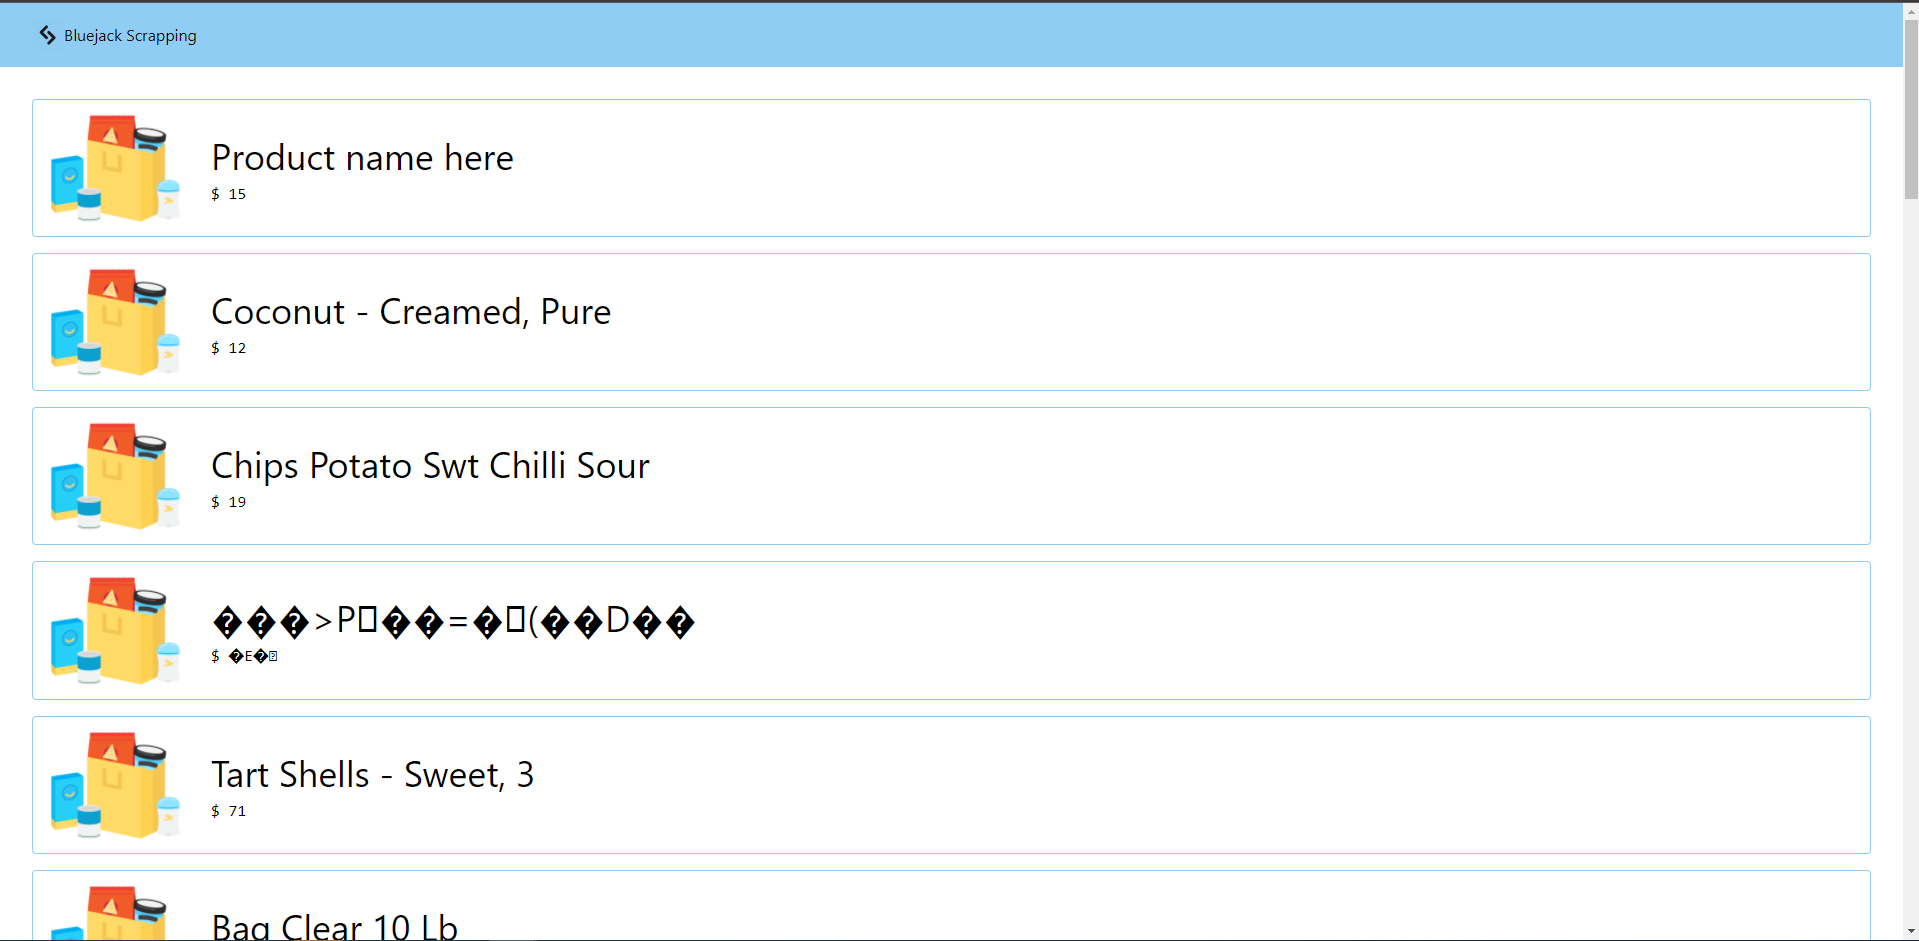 Bluejack Scrapping
Product name here
$ 15
Coconut - Creamed, Pure
$ 12
Chips Potato Swt Chilli Sour
$ 19
���>P▯��=�▯(��D��
$ �E�
Tart Shells - Sweet, 3
$ 71
Bag Clear 10 Lb